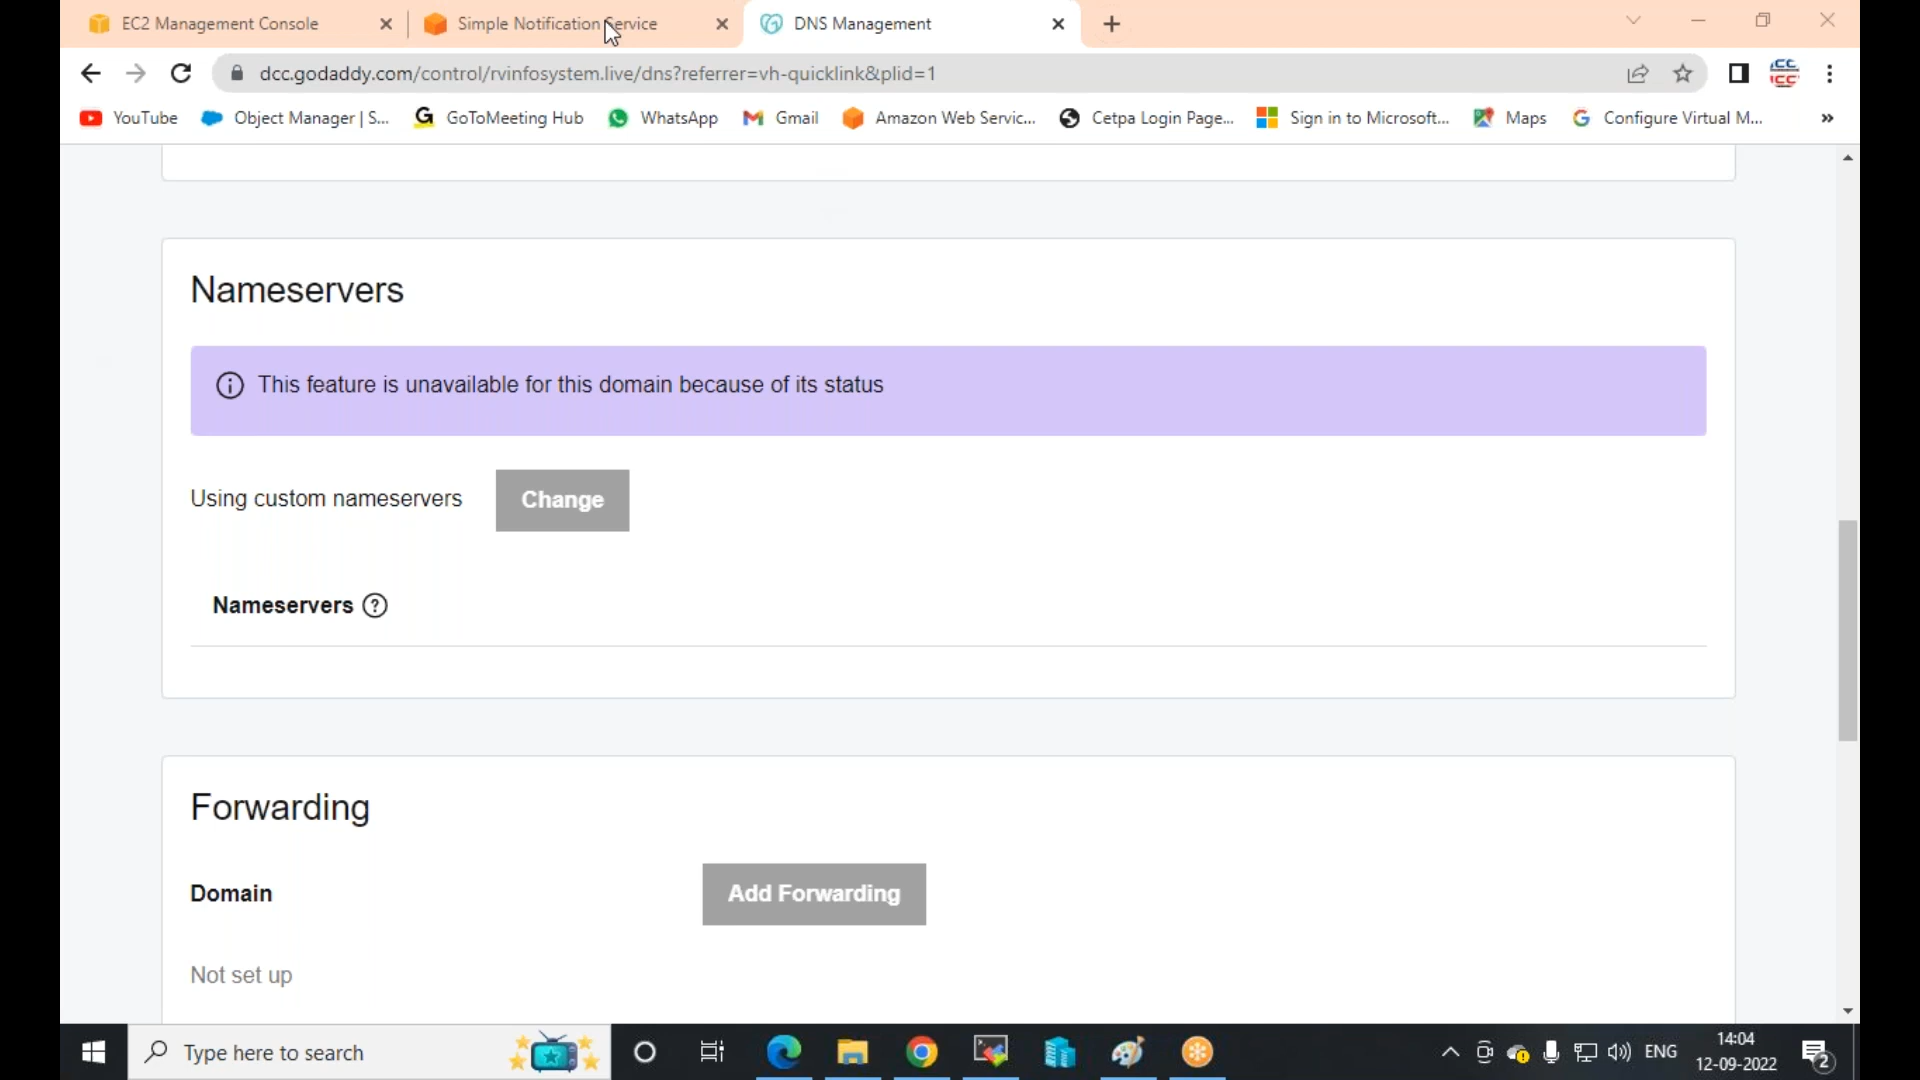 EC2 Management Console
Simple Notification Service
DNS Management
dcc.godaddy.com/control/rvinfosystem.live/dns?referrer=vh-quicklink&plid=1
YouTube
Object Manager | S...
GoToMeeting Hub
WhatsApp
Gmail
Amazon Web Servic...
Cetpa Login Page...
Sign in to Microsoft...
Maps
Configure Virtual M...
»
Nameservers
This feature is unavailable for this domain because of its status
Using custom nameservers
Change
Nameservers ?
Forwarding
Domain
Add Forwarding
Not set up
Type here to search
ENG
14:04
12-09-2022
2